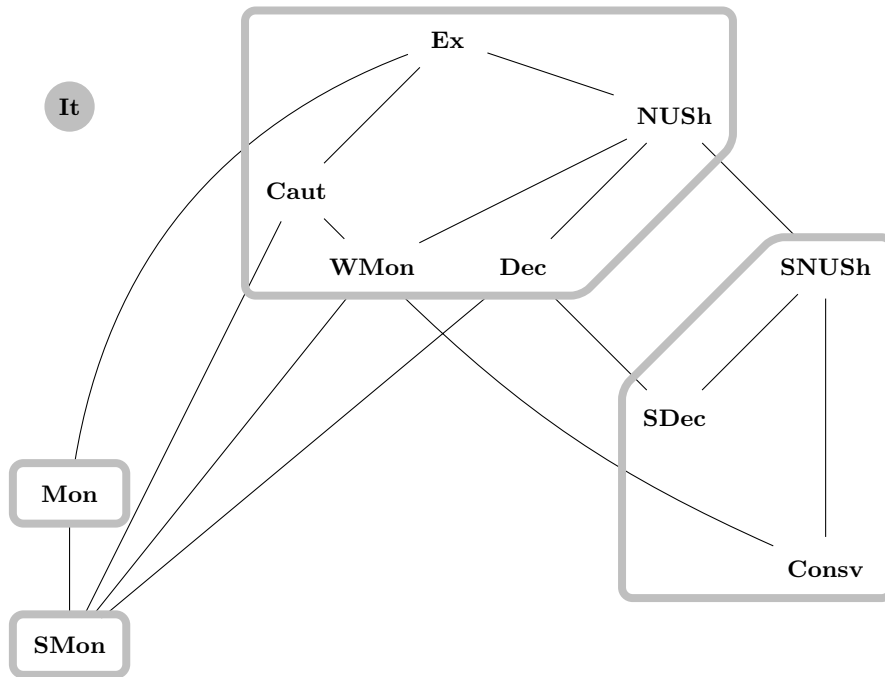 Ex
It
NUSh
Caut
WMon
Dec
SNUSh
SDec
Mon
Consv
SMon